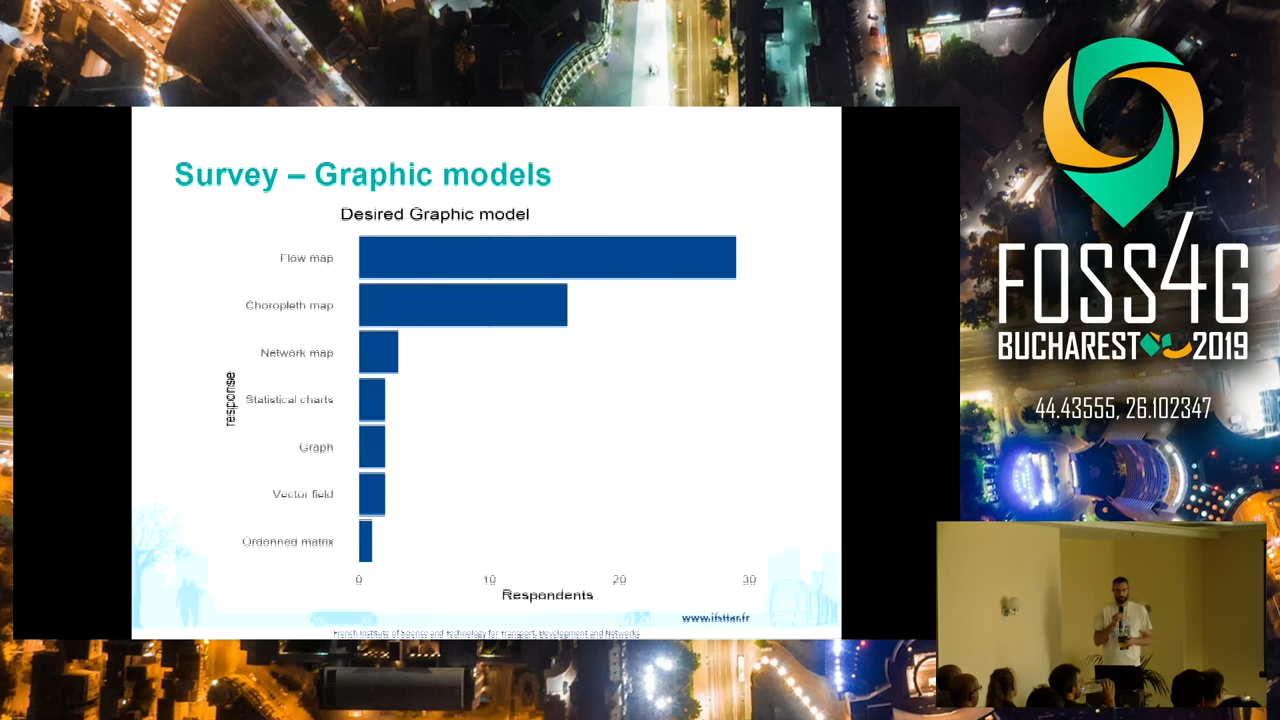 Survey – Graphic models
Desired Graphic model
Flow map
Choropleth map
Network map
Statistical charts
Graph
Vector field
Ordonned matrix
response
0 10 20 30
Respondents
www.ifsttar.fr
French Institute of Science and Technology for Transport, Development and Networks
FOSS4G
BUCHAREST 2019
44.43555, 26.102347